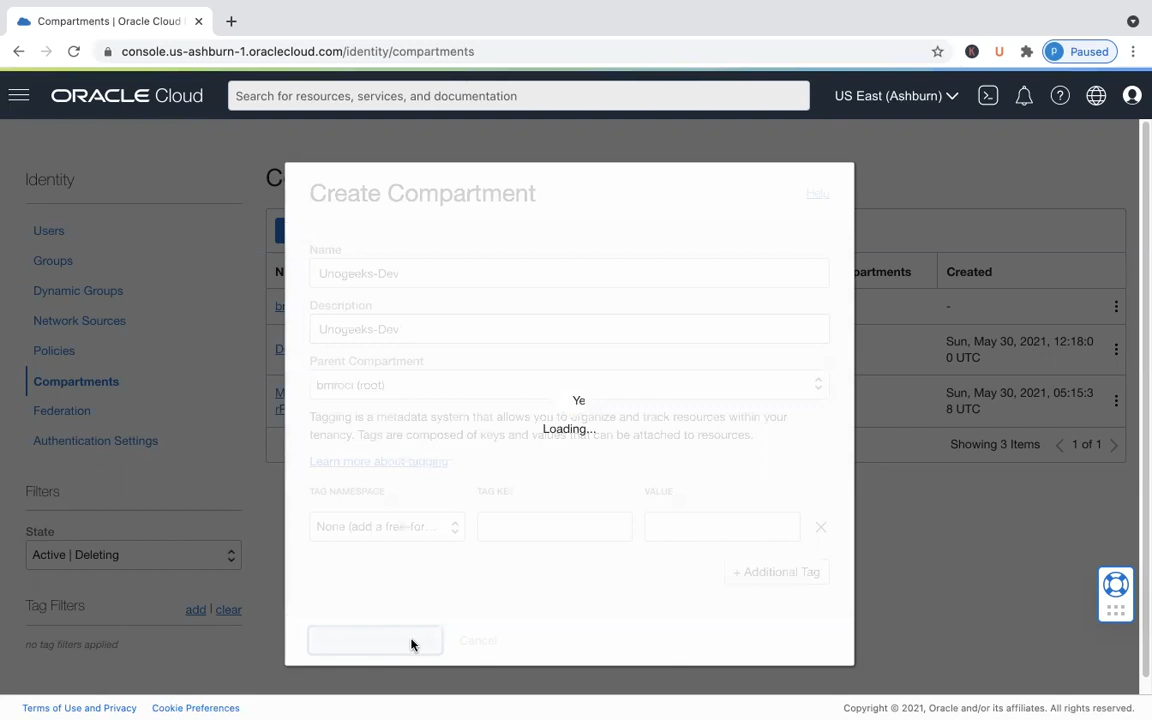 Compartments | Oracle Cloud
console.us-ashburn-1.oraclecloud.com/identity/compartments
K
U
P
Paused
ORACLE Cloud
Search for resources, services, and documentation
US East (Ashburn)
Identity
Users
Groups
Dynamic Groups
Network Sources
Policies
Compartments
Federation
Authentication Settings
Filters
State
Active | Deleting
Tag Filters
add | clear
no tag filters applied
Create Compartment
Help
Name
Unogeeks-Dev
Description
Unogeeks-Dev
Parent Compartment
bmroci (root)
Ye
Loading...
Tagging is a metadata system that allows you to organize and track resources within your
tenancy. Tags are composed of keys and values that can be attached to resources.
Learn more about tagging
TAG NAMESPACE
TAG KEY
VALUE
None (add a free-for...
+ Additional Tag
Cancel
Created
-
Sun, May 30, 2021, 12:18:0
0 UTC
Sun, May 30, 2021, 05:15:3
8 UTC
Showing 3 Items
1 of 1
Terms of Use and Privacy
Cookie Preferences
Copyright © 2021, Oracle and/or its affiliates. All rights reserved.